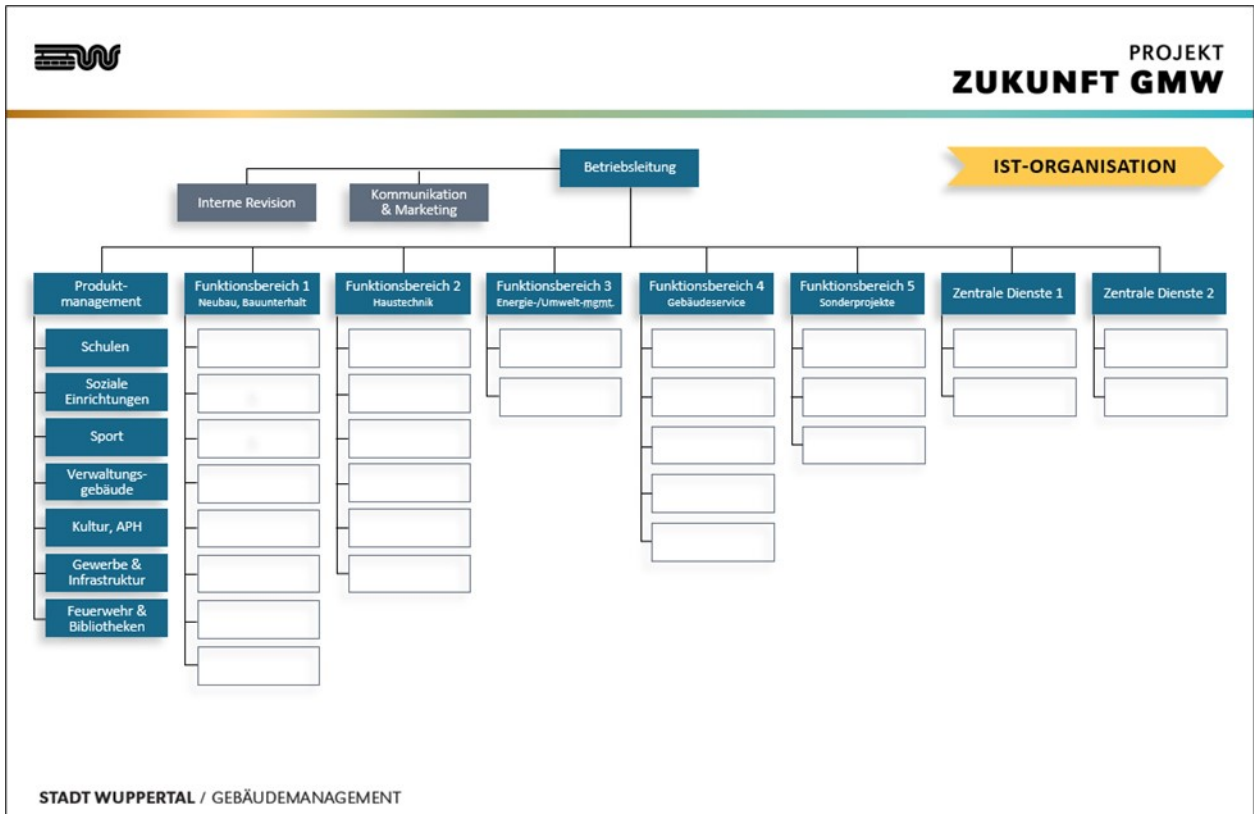 PROJEKT
ZUKUNFT GMW
IST-ORGANISATION
Betriebsleitung
Interne Revision
Kommunikation
& Marketing
Produkt-
management
Funktionsbereich 1
Neubau, Bauunterhalt
Funktionsbereich 2
Haustechnik
Funktionsbereich 3
Energie-/Umwelt-mgmt.
Funktionsbereich 4
Gebäudeservice
Funktionsbereich 5
Sonderprojekte
Zentrale Dienste 1
Zentrale Dienste 2
Schulen
Soziale
Einrichtungen
Sport
Verwaltungs-
gebäude
Kultur, APH
Gewerbe &
Infrastruktur
Feuerwehr &
Bibliotheken
STADT WUPPERTAL / GEBÄUDEMANAGEMENT